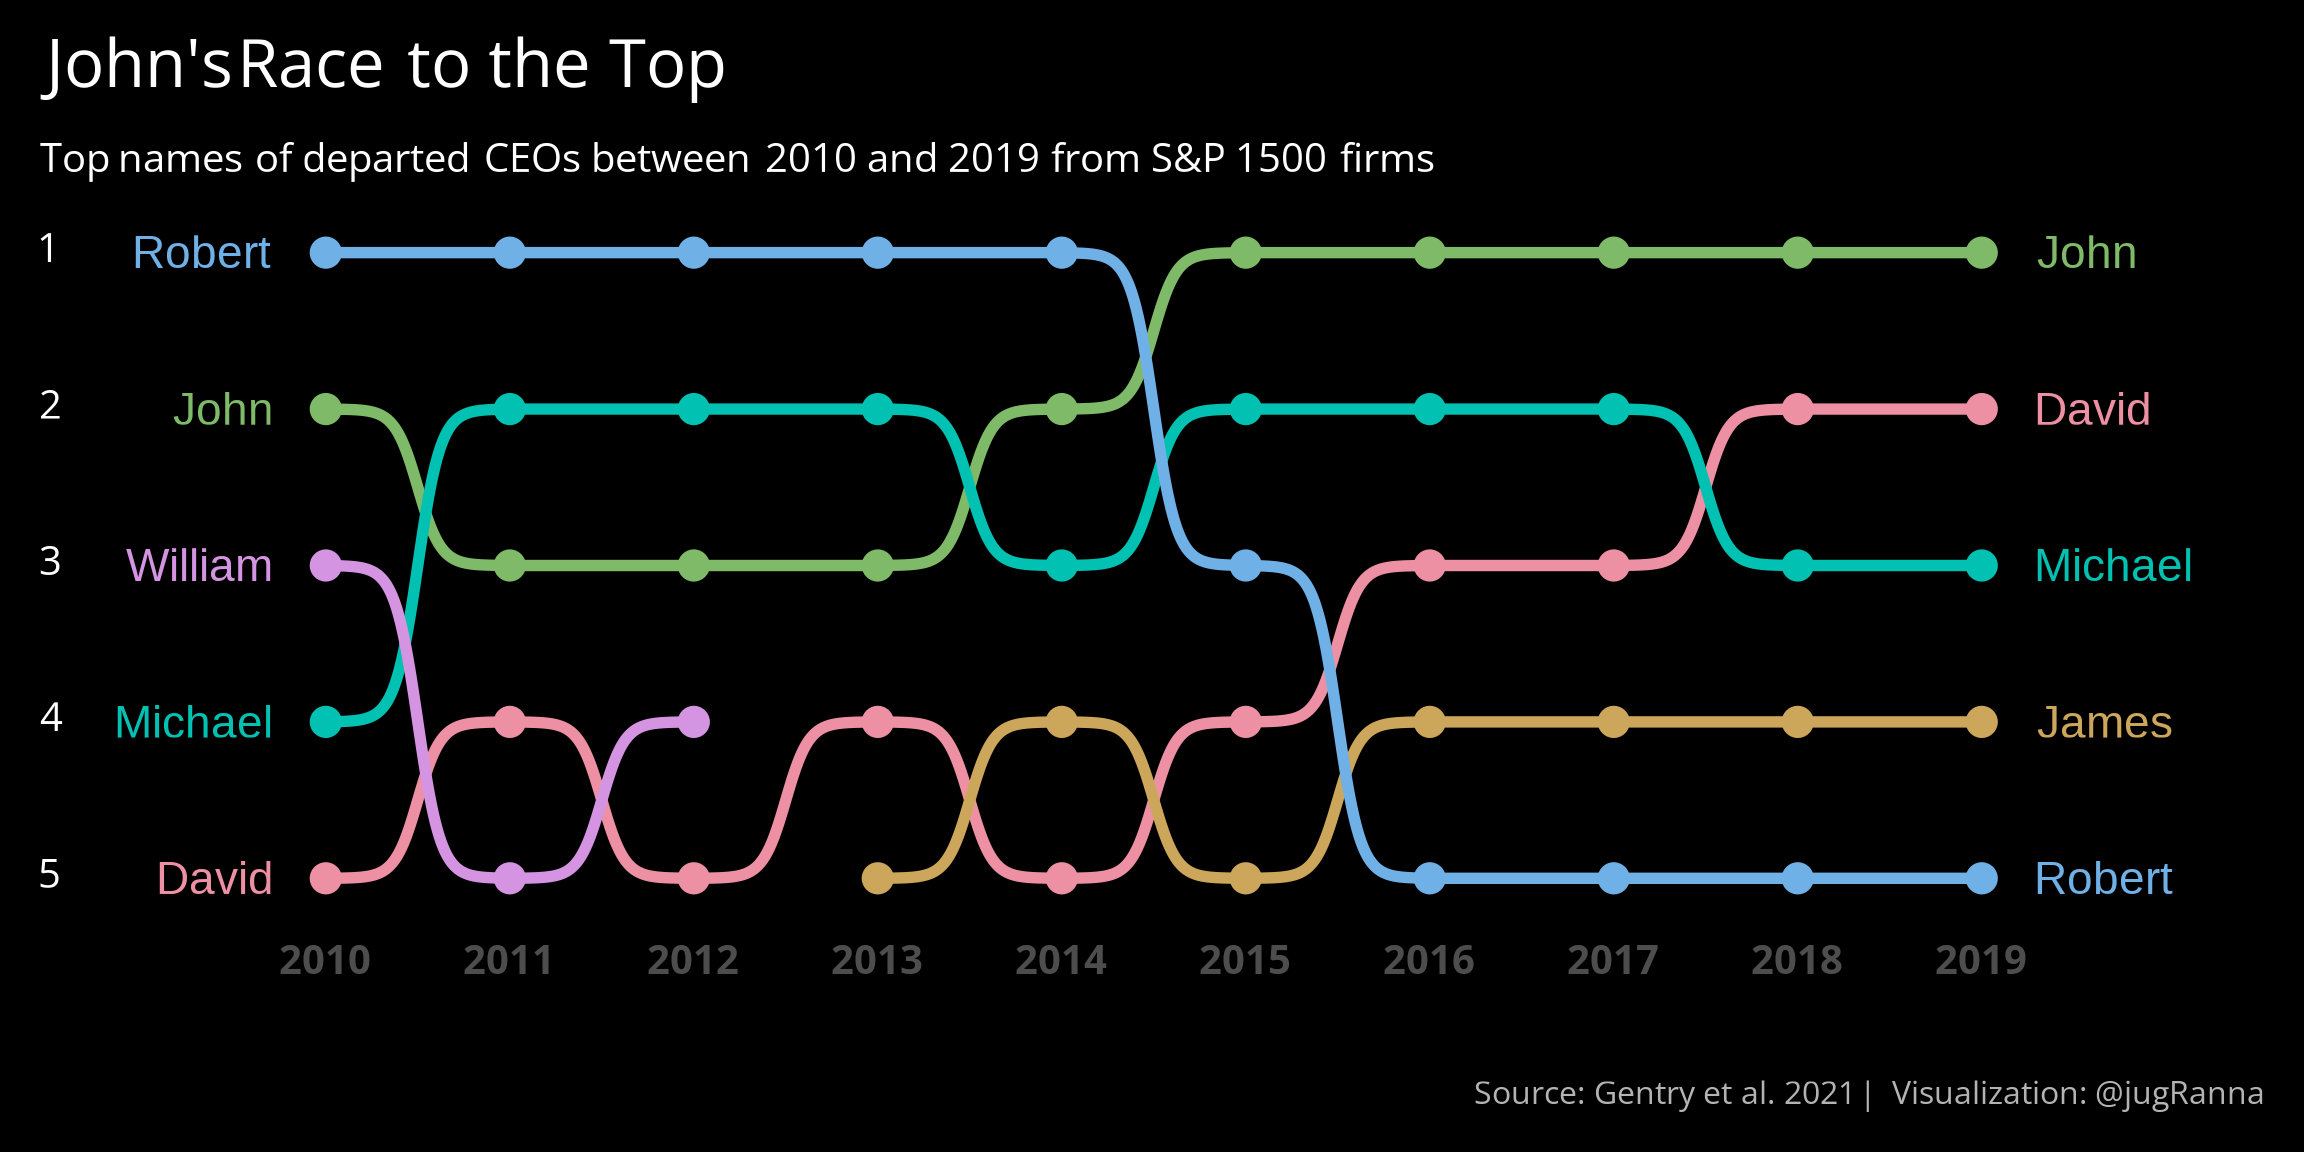 John's Race to the Top
Top names of departed CEOs between 2010 and 2019 from S&P 1500 firms
1 Robert John
2 John David
3 William Michael
4 Michael James
5 David Robert
2010 2011 2012 2013 2014 2015 2016 2017 2018 2019
Source: Gentry et al. 2021 | Visualization: @jugRanna